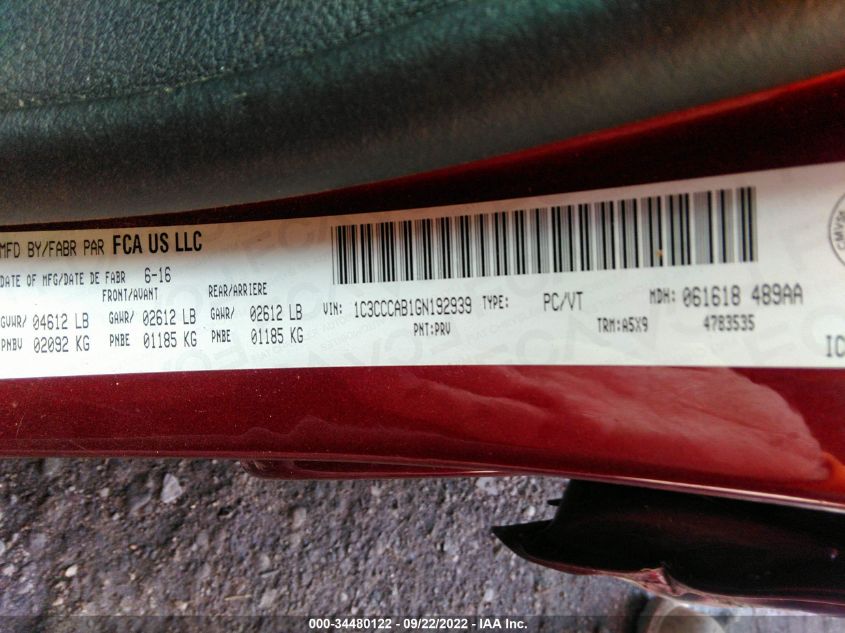 MFD BY/FABR PAR FCA US LLC
DATE OF MFG/DATE DE FABR 6-16
FRONT/AVANT REAR/ARRIERE
GVWR/ 04612 LB GAWR/ 02612 LB GAWR/ 02612 LB
PNBV 02092 KG PNBE 01185 KG PNBE 01185 KG
VIN: 1C3CCCAB1GN192939 TYPE: PC/VT MDH: 061618 489AA
PNT:PRV TRM:A5X9 4783535
IC
CMVSS
000-34480122 - 09/22/2022 - IAA Inc.